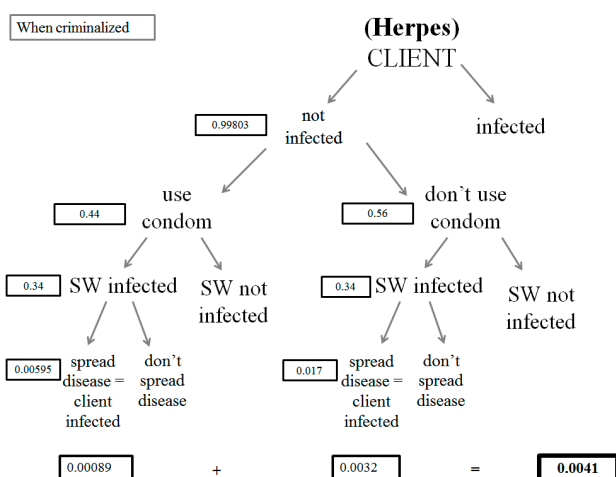 When criminalized
(Herpes)
CLIENT
0.99803
not
infected
infected
0.44
use
condom
0.56
don't use
condom
0.34
SW infected
SW not
infected
0.34
SW infected
SW not
infected
0.00595
spread
disease =
client
infected
don't
spread
disease
0.017
spread
disease =
client
infected
don't
spread
disease
0.00089 + 0.0032 = 0.0041